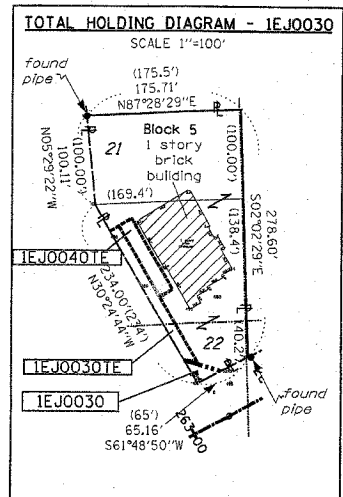 TOTAL HOLDING DIAGRAM - 1EJ0030
SCALE 1"=100'
found
pipe
(175.5')
175.71'
N87°28'29"E
P/L
21
Block 5
1 story
brick
building
(100.00')
100.11'
N05°29'22"W
(100.00')
(138.4')
S02°02'29"E
278.60'
(169.4')
1EJ0040TE
234.00'(234')
N30°24'44"W
1EJ0030TE
1EJ0030
22
40.2'
found
pipe
(65')
65.16'
S61°48'50"W
263+00